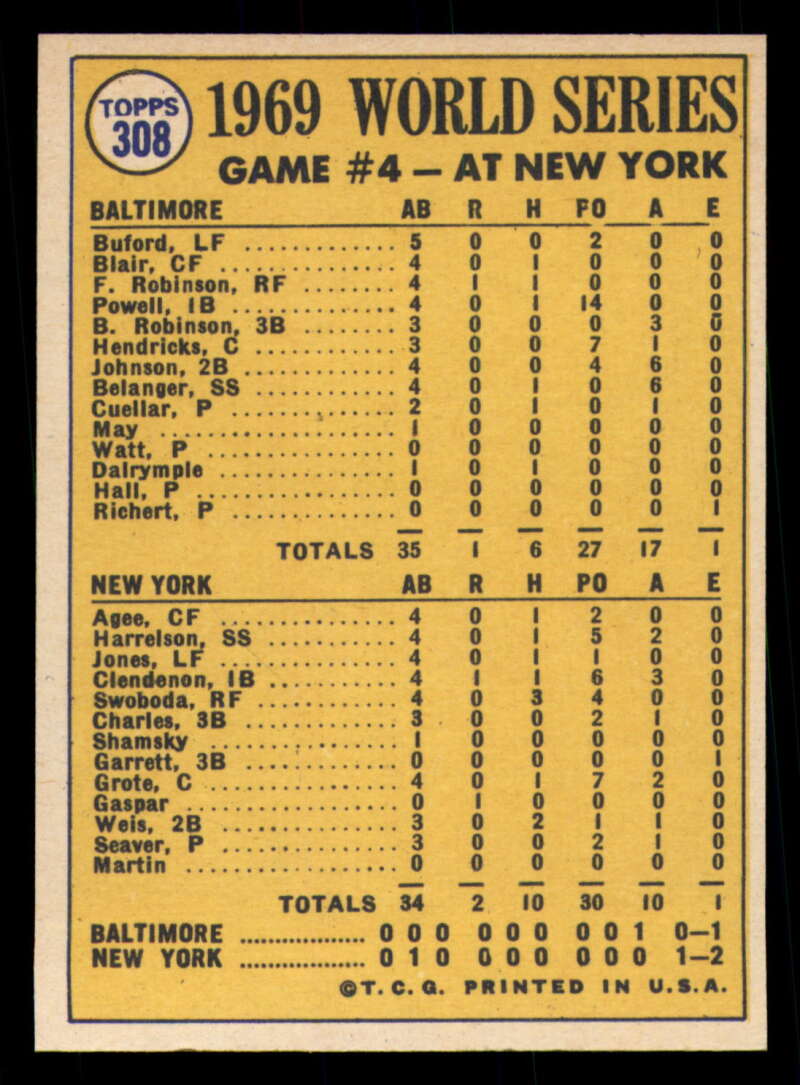 TOPPS
308
1969 WORLD SERIES
GAME #4 – AT NEW YORK
BALTIMORE AB R H PO A E
Buford, LF ............. 5 0 0 2 0 0
Blair, CF ............... 4 0 1 0 0 0
F. Robinson, RF ........ 4 1 1 0 0 0
Powell, 1B .............. 4 0 1 14 0 0
B. Robinson, 3B ........ 3 0 0 0 3 0
Hendricks, C ............ 3 0 0 7 1 0
Johnson, 2B ............. 4 0 0 4 6 0
Belanger, SS ............ 4 0 1 0 6 0
Cuellar, P .............. 2 0 1 0 1 0
May .................... 1 0 0 0 0 0
Watt, P ................ 0 0 0 0 0 0
Dalrymple ............... 1 0 1 0 0 0
Hall, P ................. 0 0 0 0 0 0
Richert, P .............. 0 0 0 0 0 1
TOTALS 35 1 6 27 17 1
NEW YORK AB R H PO A E
Agee, CF ............... 4 0 1 2 0 0
Harrelson, SS ........... 4 0 1 5 2 0
Jones, LF ............... 4 0 1 1 0 0
Clendenon, 1B ........... 4 1 1 6 3 0
Swoboda, RF ............ 4 0 3 4 0 0
Charles, 3B ............. 3 0 0 2 1 0
Shamsky ................ 1 0 0 0 0 0
Garrett, 3B ............. 0 0 0 0 0 1
Grote, C ................ 4 0 1 7 2 0
Gaspar .................. 0 1 0 0 0 0
Weis, 2B ............... 3 0 2 1 1 0
Seaver, P ............... 3 0 0 2 1 0
Martin .................. 0 0 0 0 0 0
TOTALS 34 2 10 30 10 1
BALTIMORE .................. 0 0 0 0 0 0 0 0 1 0–1
NEW YORK .................. 0 1 0 0 0 0 0 0 0 1–2
©T.C.G. PRINTED IN U.S.A.